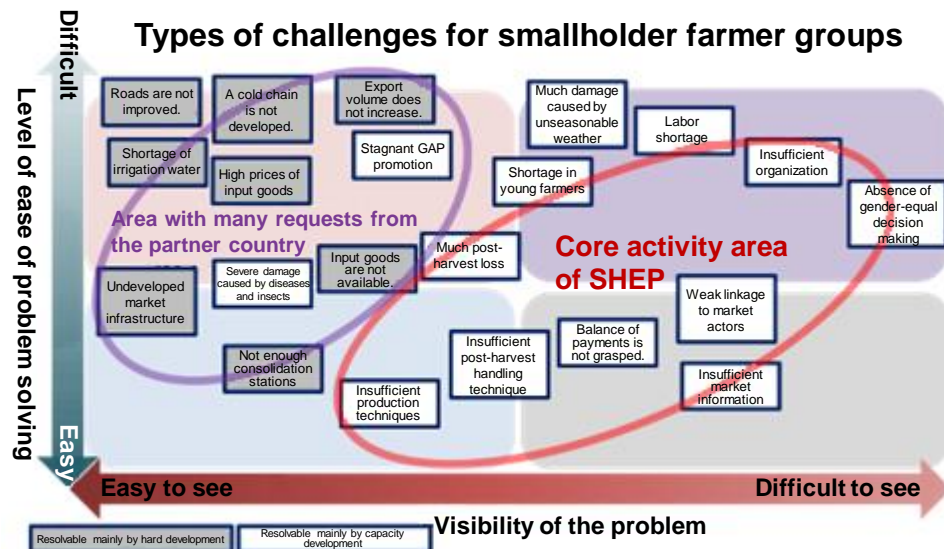 Types of challenges for smallholder farmer groups
Difficult
Level of ease of problem solving
Easy
Roads are not
improved.
A cold chain
is not
developed.
Export
volume does
not increase.
Much damage
caused by
unseasonable
weather
Labor
shortage
Shortage of
irrigation water
High prices of
input goods
Stagnant GAP
promotion
Shortage in
young farmers
Insufficient
organization
Absence of
gender-equal
decision
making
Area with many requests from
the partner country
Core activity area
of SHEP
Undeveloped
market
infrastructure
Severe damage
caused by diseases
and insects
Input goods
are not
available.
Much post-
harvest loss
Weak linkage
to market
actors
Not enough
consolidation
stations
Insufficient
production
techniques
Insufficient
post-harvest
handling
technique
Balance of
payments is
not grasped.
Insufficient
market
information
Easy to see
Difficult to see
Visibility of the problem
Resolvable mainly by hard development
Resolvable mainly by capacity
development